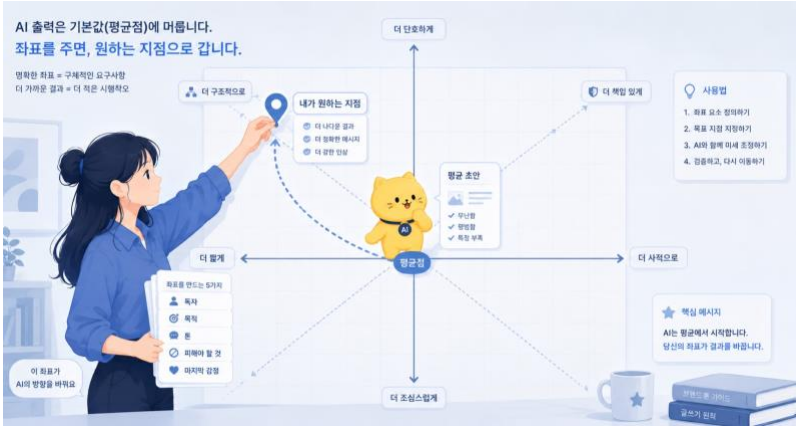 AI 출력은 기본값(평균점)에 머룹니다.
좌표를 주면, 원하는 지점으로 갑니다.
명확한 좌표 = 구체적인 요구사항
더 가까운 결과 = 더 적은 시행착오
더 단호하게
더 구조적으로
내가 원하는 지점
더 나다운 결과
더 정확한 메시지
더 강한 인상
더 책임 있게
사용법
1. 좌표 요소 정의하기
2. 목표 지점 지정하기
3. AI와 함께 미세 조정하기
4. 검증하고, 다시 이동하기
평균 초안
무난함
평범함
특징 부족
AI
평균점
더 짧게
더 사적으로
좌표를 만드는 5가지
독자
목적
톤
피해야 할 것
마지막 감정
이 좌표가
AI의 방향을 바꿔요
더 조심스럽게
핵심 메시지
AI는 평균에서 시작합니다.
당신의 좌표가 결과를 바꿉니다.
브랜드 톤 가이드
글쓰기 원칙